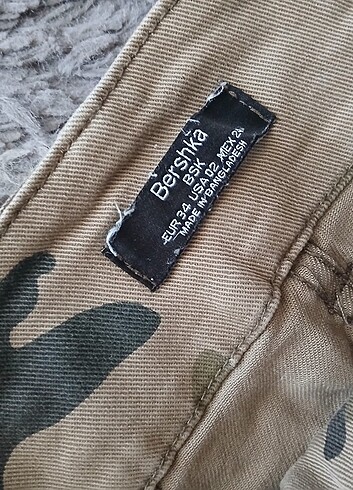 Bershka
BSK
EUR 34 USA 02 MEX 24
MADE IN BANGLADESH